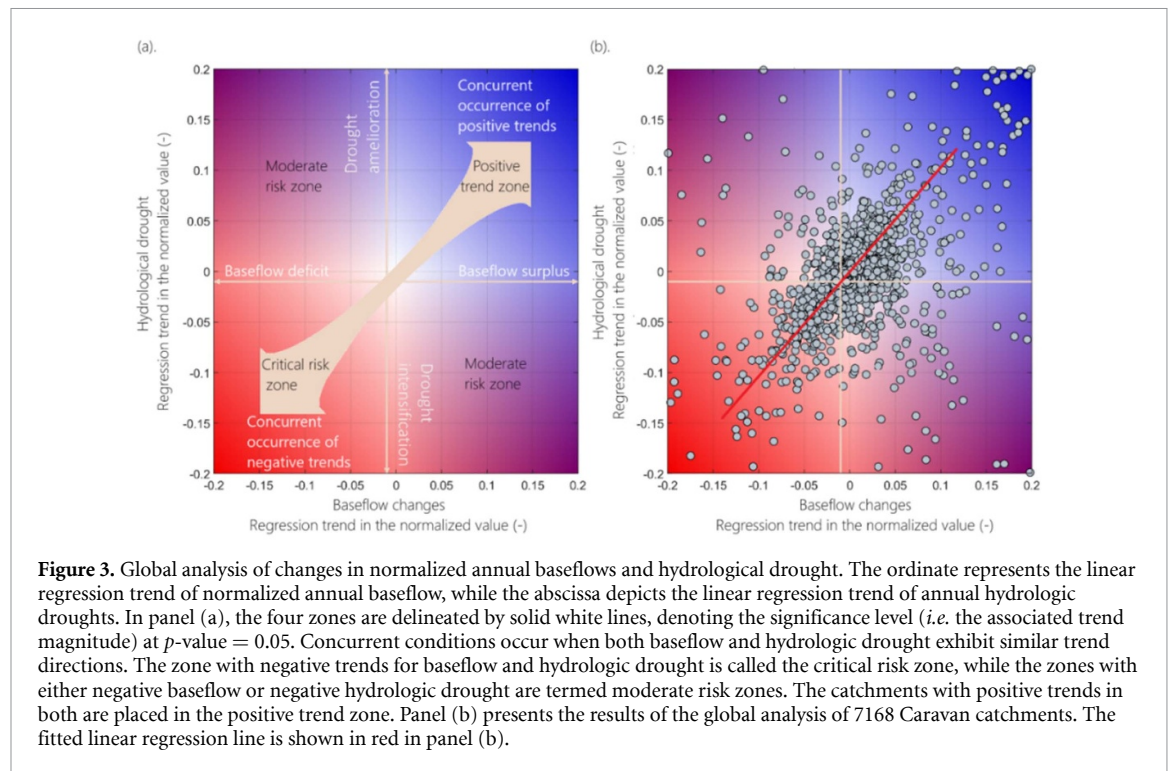 (a).
0.2
0.15
0.1
0.05
0
-0.05
-0.1
-0.15
-0.2
Hydrological drought
Regression trend in the normalized value (-)
Concurrent
occurrence of
positive trends
Drought
amelioration
Moderate
risk zone
Positive
trend zone
Baseflow deficit
Baseflow surplus
Critical risk
zone
Drought
intensification
Moderate
risk zone
Concurrent
occurrence of
negative trends
-0.2 -0.15 -0.1 -0.05 0 0.05 0.1 0.15 0.2
Baseflow changes
Regression trend in the normalized value (-)
(b).
0.2
0.15
0.1
0.05
0
-0.05
-0.1
-0.15
-0.2
Hydrological drought
Regression trend in the normalized value (-)
-0.2 -0.15 -0.1 -0.05 0 0.05 0.1 0.15 0.2
Baseflow changes
Regression trend in the normalized value (-)
Figure 3. Global analysis of changes in normalized annual baseflows and hydrological drought. The ordinate represents the linear
regression trend of normalized annual baseflow, while the abscissa depicts the linear regression trend of annual hydrologic
droughts. In panel (a), the four zones are delineated by solid white lines, denoting the significance level (i.e. the associated trend
magnitude) at p-value = 0.05. Concurrent conditions occur when both baseflow and hydrologic drought exhibit similar trend
directions. The zone with negative trends for baseflow and hydrologic drought is called the critical risk zone, while the zones with
either negative baseflow or negative hydrologic drought are termed moderate risk zones. The catchments with positive trends in
both are placed in the positive trend zone. Panel (b) presents the results of the global analysis of 7168 Caravan catchments. The
fitted linear regression line is shown in red in panel (b).